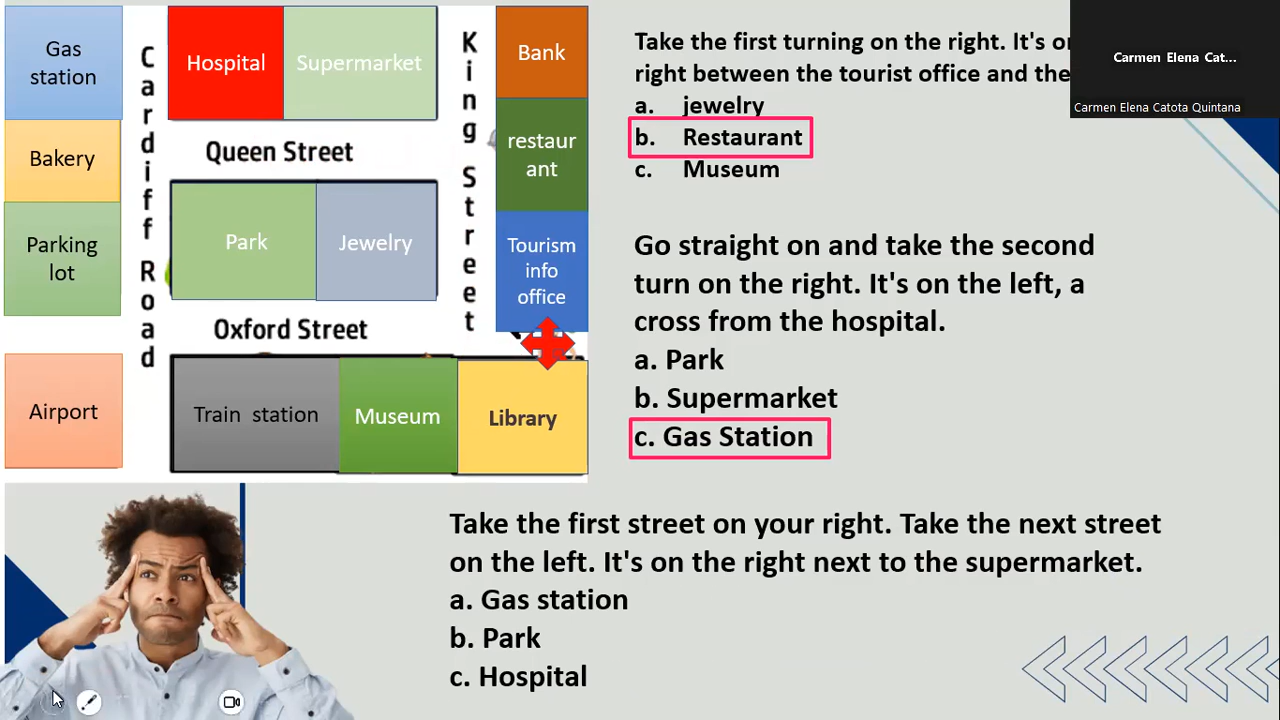 Gas
station
Bakery
Parking
lot
Airport
Cardiff Road
Hospital
Supermarket
Queen Street
Park
Jewelry
Oxford Street
Train station
Museum
Library
King Street
Bank
restaur
ant
Tourism
info
office
Take the first turning on the right. It's
right between the tourist office and the
a. jewelry
b. Restaurant
c. Museum
Carmen Elena Cat...
Carmen Elena Catota Quintana
Go straight on and take the second
turn on the right. It's on the left, a
cross from the hospital.
a. Park
b. Supermarket
c. Gas Station
Take the first street on your right. Take the next street
on the left. It's on the right next to the supermarket.
a. Gas station
b. Park
c. Hospital